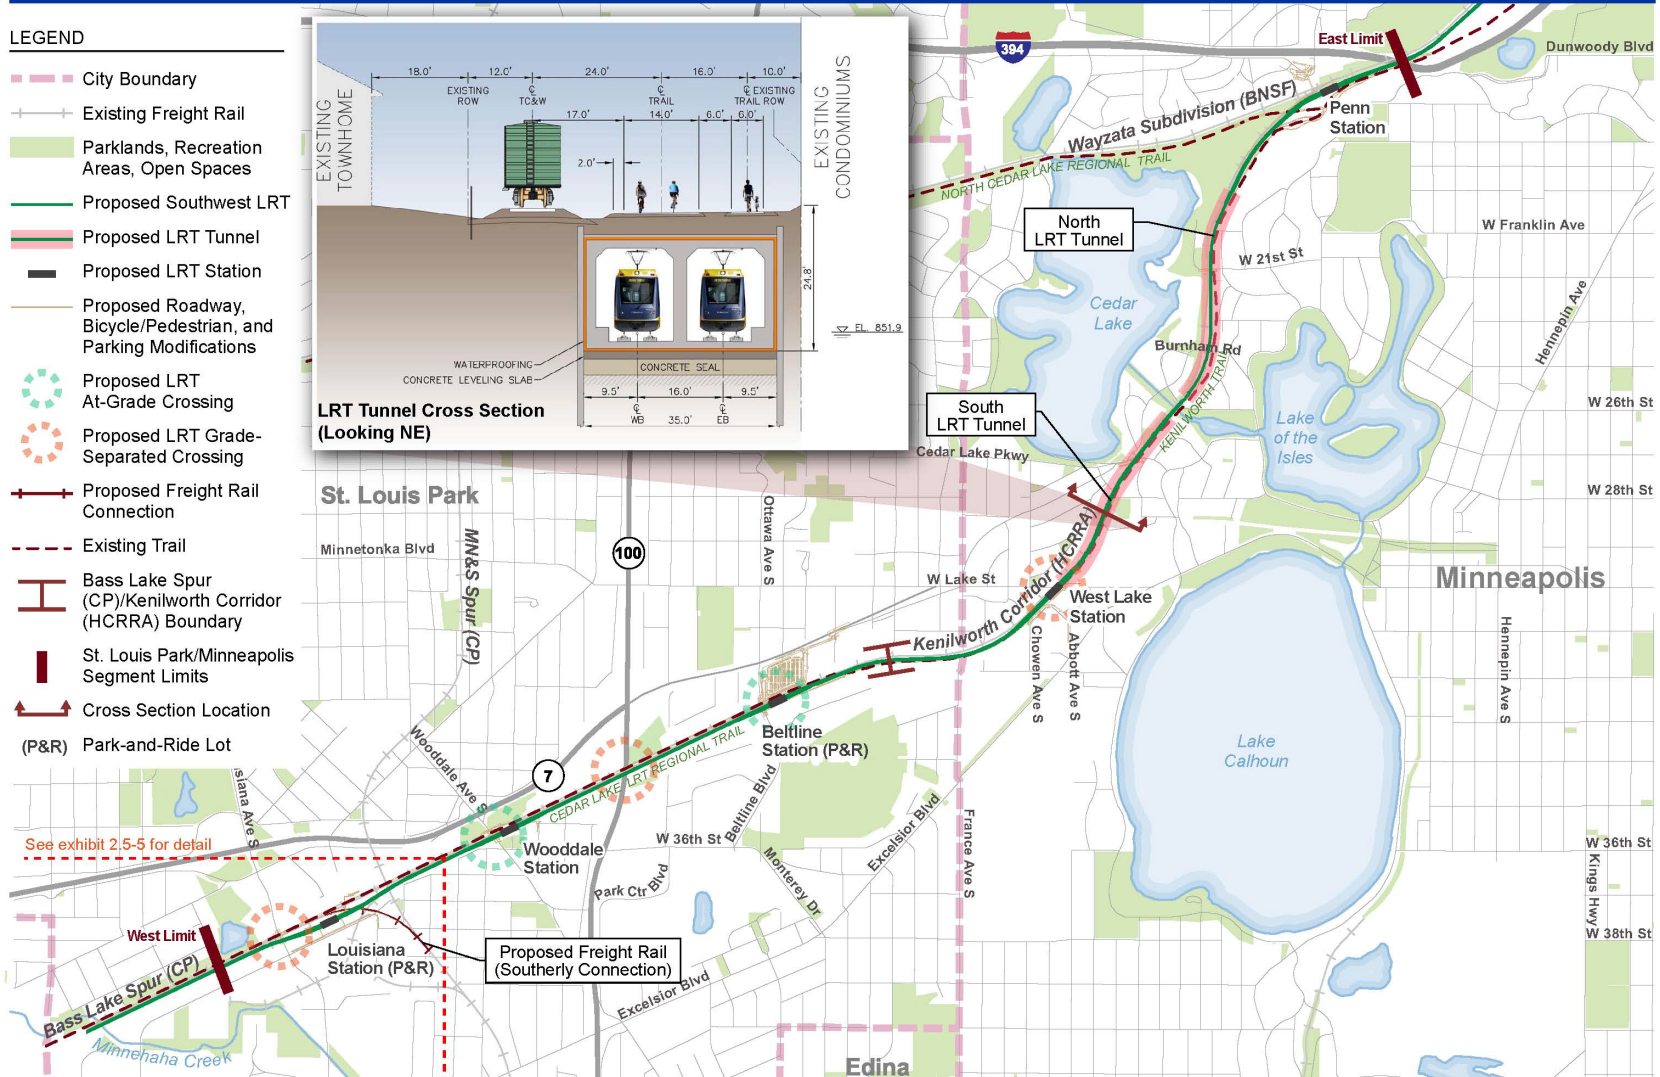 LEGEND
City Boundary
Existing Freight Rail
Parklands, Recreation
Areas, Open Spaces
Proposed Southwest LRT
Proposed LRT Tunnel
Proposed LRT Station
Proposed Roadway,
Bicycle/Pedestrian, and
Parking Modifications
Proposed LRT
At-Grade Crossing
Proposed LRT Grade-
Separated Crossing
Proposed Freight Rail
Connection
Existing Trail
Bass Lake Spur
(CP)/Kenilworth Corridor
(HCRRA) Boundary
St. Louis Park/Minneapolis
Segment Limits
Cross Section Location
(P&R) Park-and-Ride Lot
18.0' 12.0' 24.0' 16.0' 10.0'
EXISTING
ROW
℄
TC&W
℄
TRAIL
℄
TRAIL
EXISTING
ROW
17.0' 14.0' 6.0' 6.0'
2.0'
EXISTING
TOWNHOME
EXISTING
CONDOMINIUMS
24.8'
EL. 851.9
WATERPROOFING
CONCRETE LEVELING SLAB
CONCRETE SEAL
9.5' 16.0' 9.5'
℄
WB
35.0'
℄
EB
LRT Tunnel Cross Section
(Looking NE)
394
East Limit
Dunwoody Blvd
Wayzata Subdivision (BNSF)
Penn
Station
NORTH CEDAR LAKE REGIONAL TRAIL
North
LRT Tunnel
W Franklin Ave
W 21st St
Cedar
Lake
Hennepin Ave
Burnham Rd
KENILWORTH TRAIL
South
LRT Tunnel
W 26th St
Lake
of the
Isles
Cedar Lake Pkwy
W 28th St
St. Louis Park
Minnetonka Blvd
MN&S Spur (CP)
100
Ottawa Ave S
W Lake St
Kenilworth Corridor (HCRRA)
West Lake
Station
Minneapolis
Chowen Ave S
Abbott Ave S
Hennepin Ave S
Lake
Calhoun
Beltline
Station (P&R)
Wooddale Ave S
7
CEDAR LAKE LRT REGIONAL TRAIL
Beltline Blvd
Excelsior Blvd
France Ave S
siana Ave S
See exhibit 2.5-5 for detail
Wooddale
Station
W 36th St
Park Ctr Blvd
Monterey Dr
W 36th St
Kings Hwy
W 38th St
West Limit
Louisiana
Station (P&R)
Proposed Freight Rail
(Southerly Connection)
Bass Lake Spur (CP)
Excelsior Blvd
Minnehaha Creek
Edina